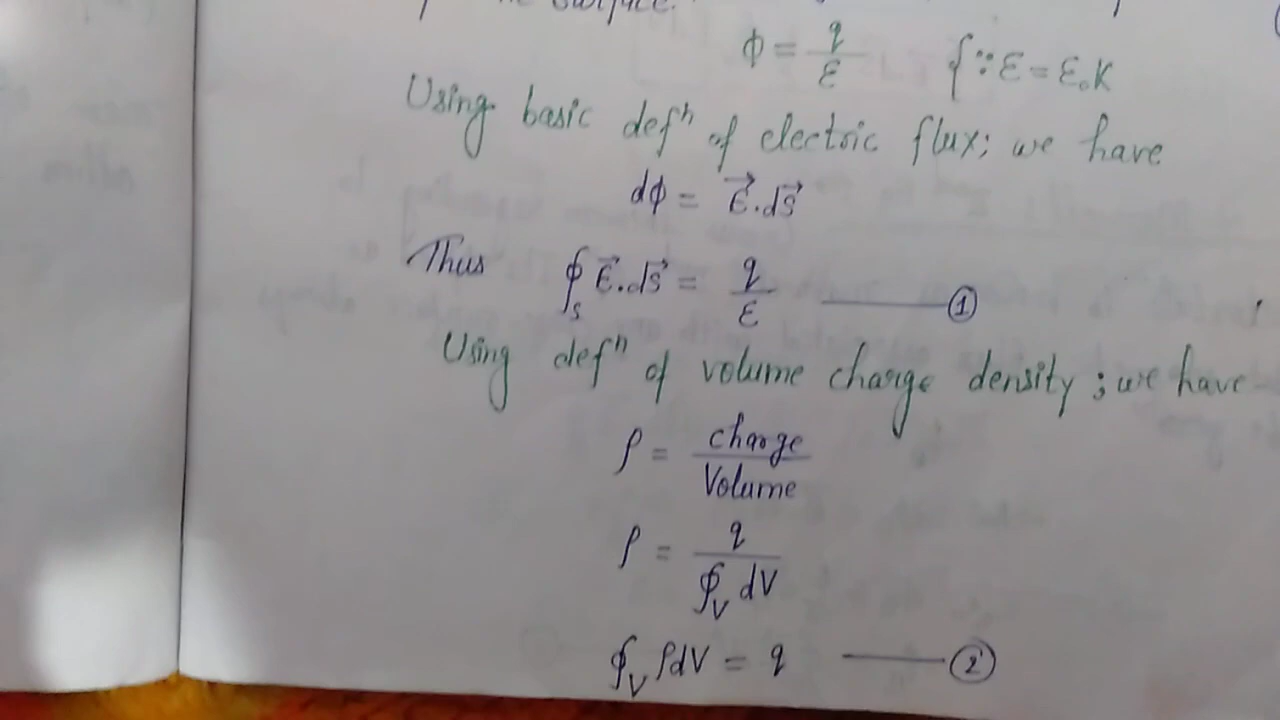 surface.
ϕ = q/ε {∵ ε = ε₀K
Using basic defⁿ of electric flux; we have
dϕ = E⃗.dS⃗
Thus ∮ₛ E⃗.dS⃗ = q/ε ——— ①
Using defⁿ of volume charge density; we have
ρ = charge/Volume
ρ = q/∮ᵥ dV
∮ᵥ ρdV = q ——— ②